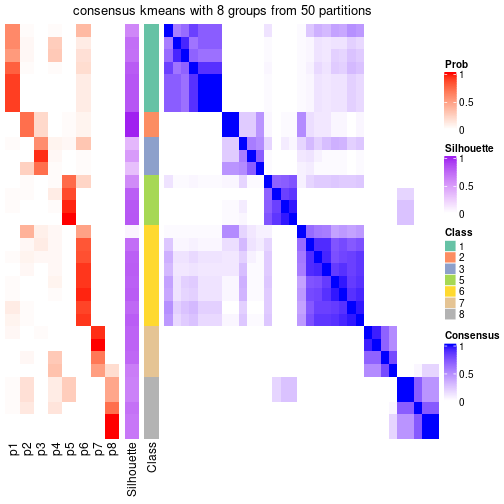 consensus kmeans with 8 groups from 50 partitions
Prob
1
0.5
0
Silhouette
1
0.5
0
Class
1
2
3
5
6
7
8
Consensus
1
0.5
0
p1
p2
p3
p4
p5
p6
p7
p8
Silhouette
Class